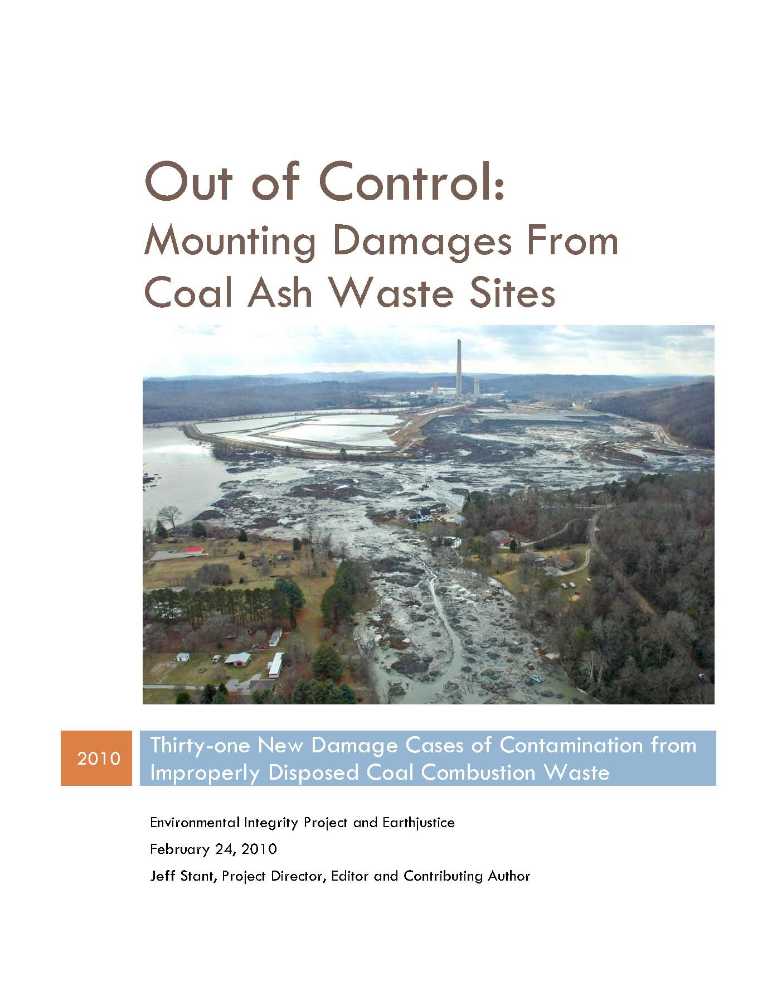 Out of Control:
Mounting Damages From
Coal Ash Waste Sites
2010
Thirty-one New Damage Cases of Contamination from
Improperly Disposed Coal Combustion Waste
Environmental Integrity Project and Earthjustice
February 24, 2010
Jeff Stant, Project Director, Editor and Contributing Author